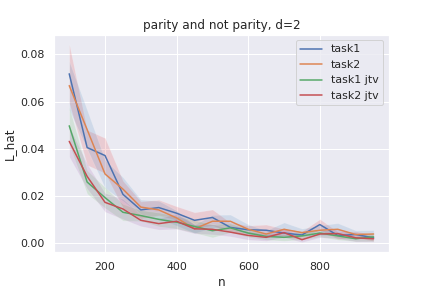 parity and not parity, d=2
L_hat
0.08
0.06
0.04
0.02
0.00
task1
task2
task1 jtv
task2 jtv
200
400
600
800
n